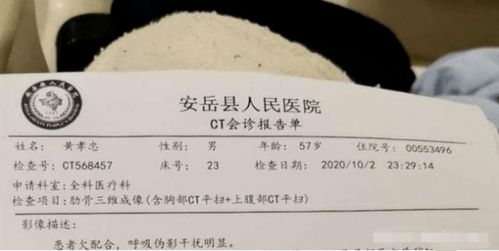 安岳县人民医院
CT会诊报告单
姓名: 黄孝忠 性别: 男 年龄: 57岁 住院号: 00553496
检查号: CT568457 床号: 23 检查日期: 2020/10/2 23:29:14
申请科室: 全科医疗科
检查项目: 肋骨三维成像(含胸部CT平扫+上腹部CT平扫)
影像描述:
患者欠配合, 呼吸伪影干扰明显。